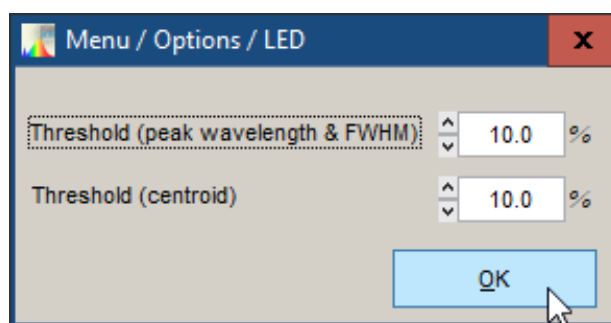 Menu / Options / LED
x
Threshold (peak wavelength & FWHM) 10.0 %
Threshold (centroid) 10.0 %
OK